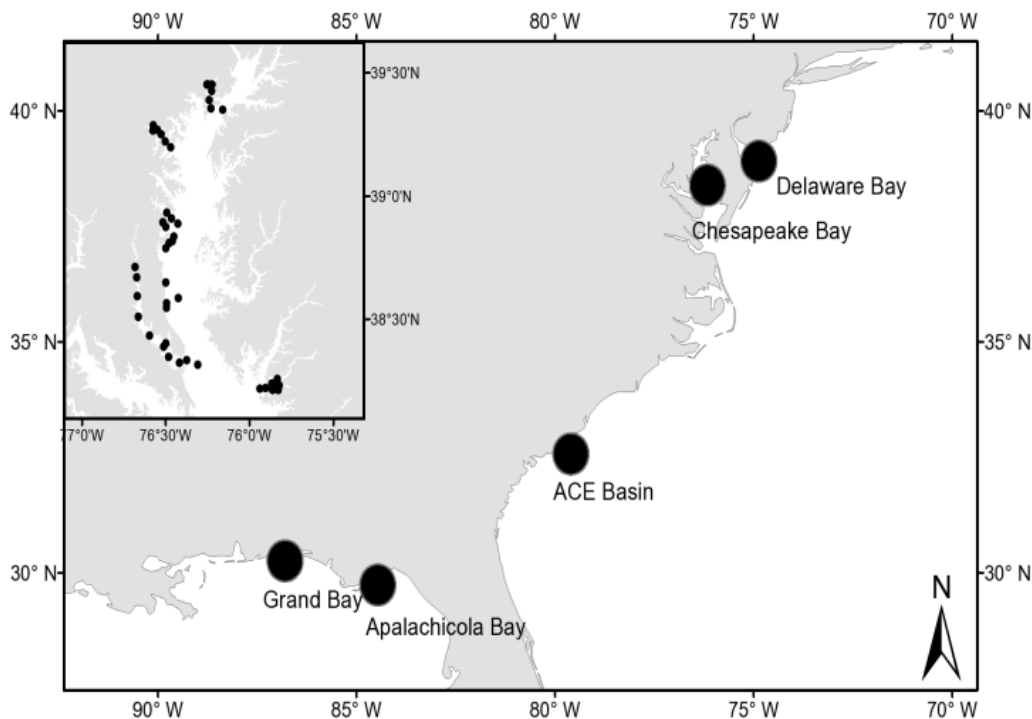 90° W 85° W 80° W 75° W 70° W
39°30'N
40° N 40° N
39°0'N
Delaware Bay
Chesapeake Bay
38°30'N
35° N 35° N
77°0'W 76°30'W 76°0'W 75°30'W
ACE Basin
30° N 30° N
Grand Bay
Apalachicola Bay
N
90° W 85° W 80° W 75° W 70° W